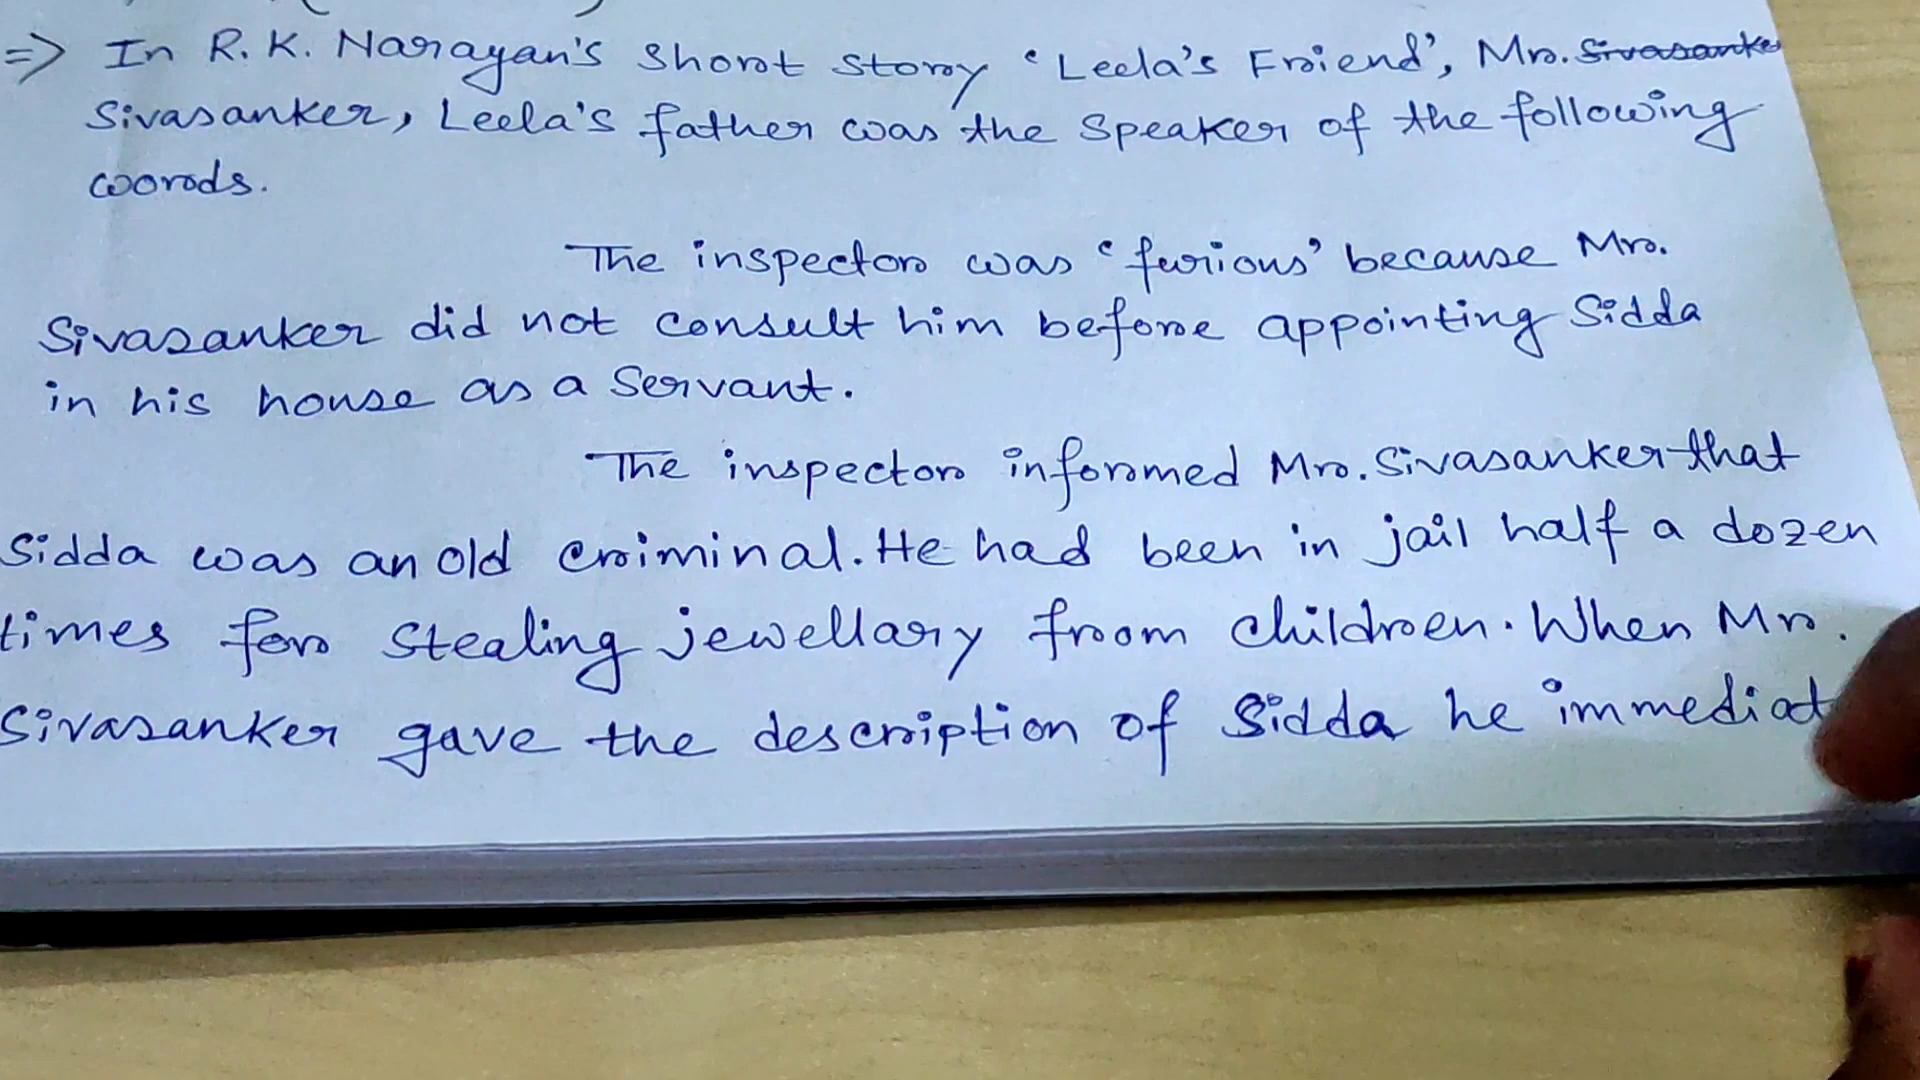 => In R.K. Narayan's short story 'Leela's Friend', Mr. Sivasanke
Sivasanker, Leela's father was the speaker of the following
words.
The inspector was 'furious' because Mr.
Sivasanker did not consult him before appointing Sidda
in his house as a servant.
The inspector informed Mr. Sivasanker that
Sidda was an old criminal. He had been in jail half a dozen
times for stealing jewellary from children. When Mr.
Sivasanker gave the description of Sidda he immediat